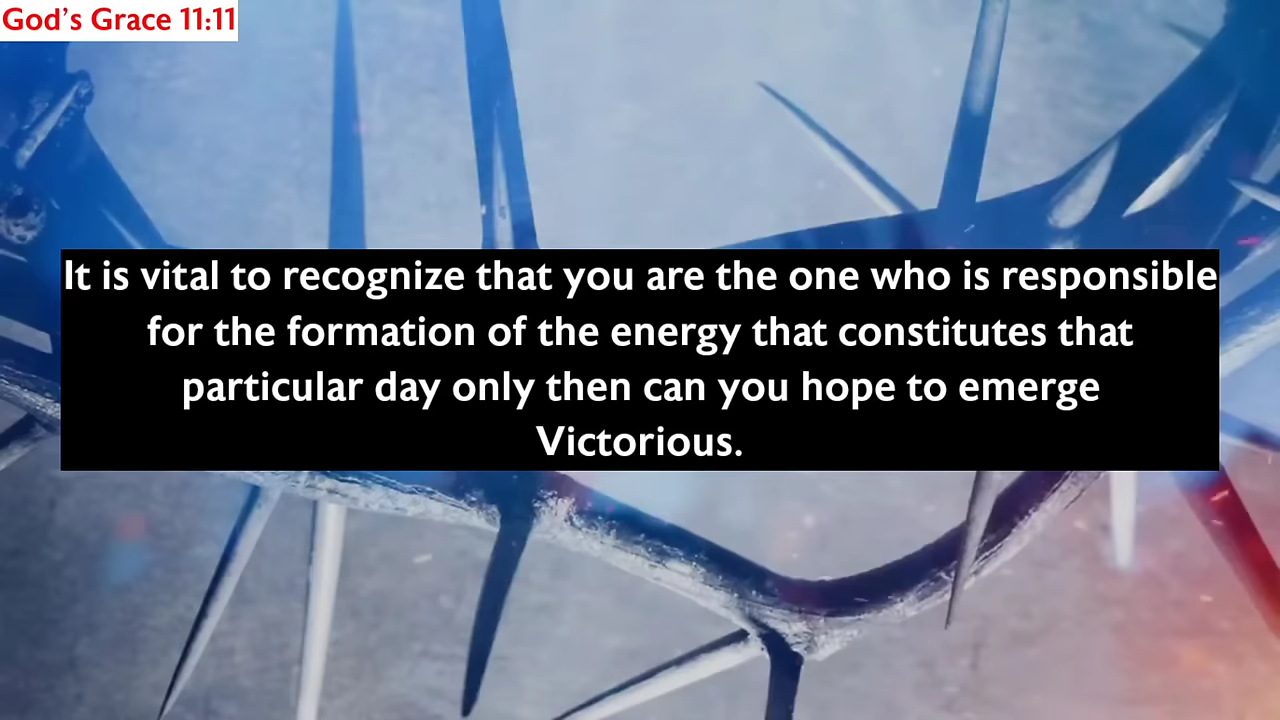 God's Grace 11:11
It is vital to recognize that you are the one who is responsible
for the formation of the energy that constitutes that
particular day only then can you hope to emerge
Victorious.